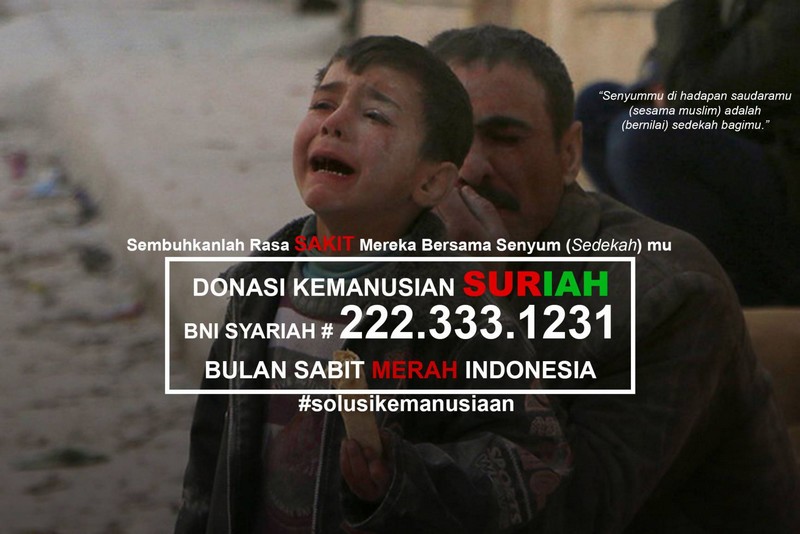 “Senyummu di hadapan saudaramu
(sesama muslim) adalah
(bernilai) sedekah bagimu.”
Sembuhkanlah Rasa SAKIT Mereka Bersama Senyum (Sedekah) mu
DONASI KEMANUSIAN SURIAH
BNI SYARIAH # 222.333.1231
BULAN SABIT MERAH INDONESIA
#solusikemanusiaan